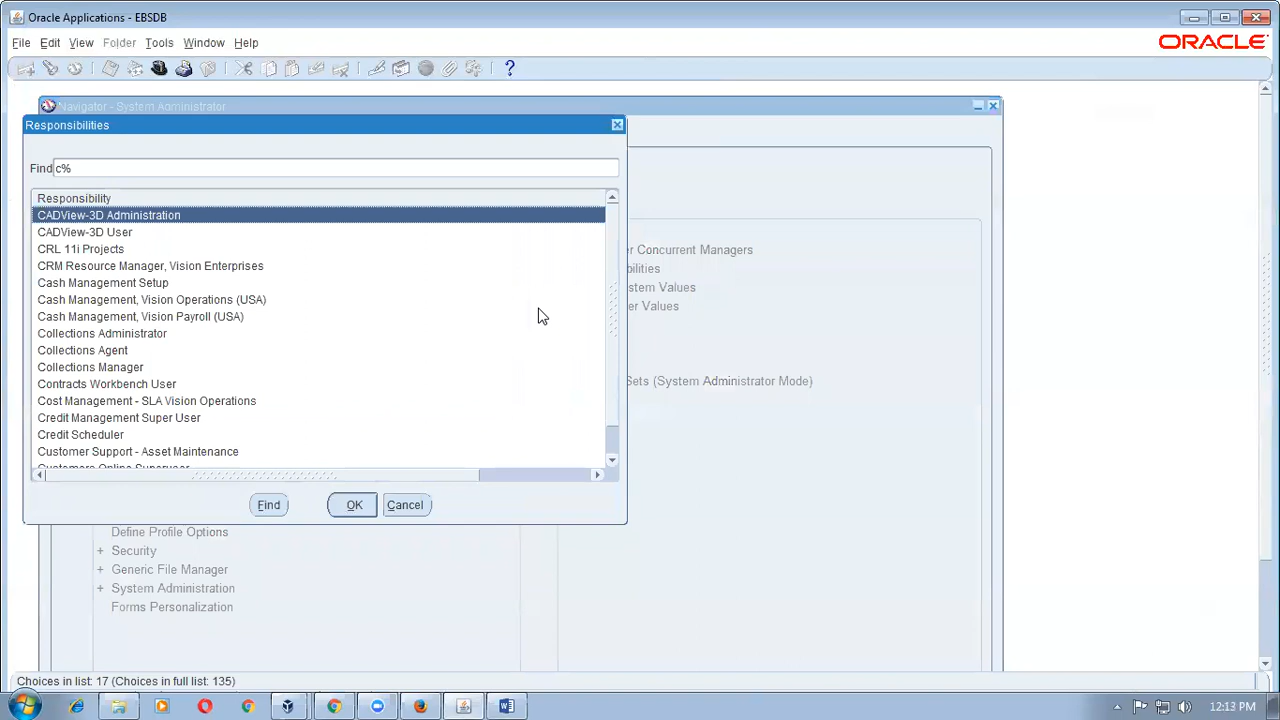 Oracle Applications - EBSDB
File Edit View Folder Tools Window Help
ORACLE
Navigator - System Administrator
Responsibilities
Find c%
Responsibility
CADView-3D Administration
CADView-3D User
CRL 11i Projects
CRM Resource Manager, Vision Enterprises
Cash Management Setup
Cash Management, Vision Operations (USA)
Cash Management, Vision Payroll (USA)
Collections Administrator
Collections Agent
Collections Manager
Contracts Workbench User
Cost Management - SLA Vision Operations
Credit Management Super User
Credit Scheduler
Customer Support - Asset Maintenance
Customers Online Superuser
Find OK Cancel
r Concurrent Managers
bilities
stem Values
er Values
Sets (System Administrator Mode)
Define Profile Options
+ Security
+ Generic File Manager
+ System Administration
Forms Personalization
Choices in list: 17 (Choices in full list: 135)
12:13 PM